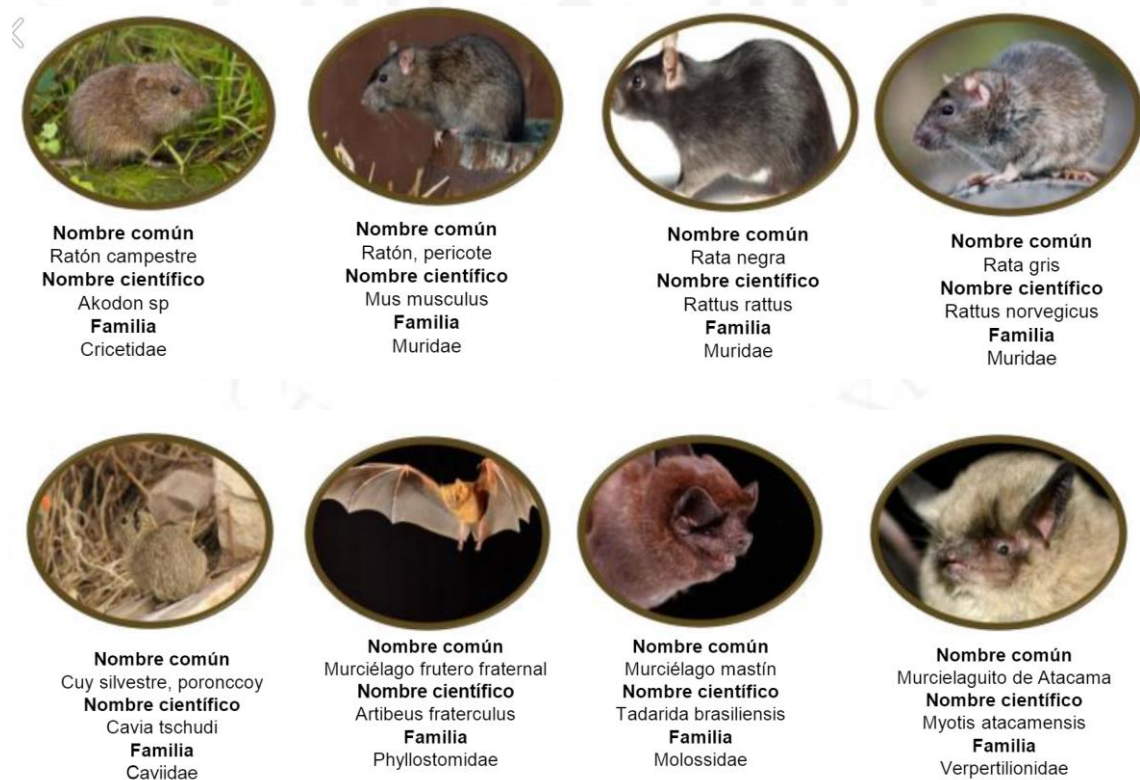 Nombre común
Ratón campestre
Nombre científico
Akodon sp
Familia
Cricetidae
Nombre común
Ratón, pericote
Nombre científico
Mus musculus
Familia
Muridae
Nombre común
Rata negra
Nombre científico
Rattus rattus
Familia
Muridae
Nombre común
Rata gris
Nombre científico
Rattus norvegicus
Familia
Muridae
Nombre común
Cuy silvestre, poronccoy
Nombre científico
Cavia tschudi
Familia
Caviidae
Nombre común
Murciélago frutero fraternal
Nombre científico
Artibeus fraterculus
Familia
Phyllostomidae
Nombre común
Murciélago mastín
Nombre científico
Tadarida brasiliensis
Familia
Molossidae
Nombre común
Murcielaguito de Atacama
Nombre científico
Myotis atacamensis
Familia
Verpertilionidae